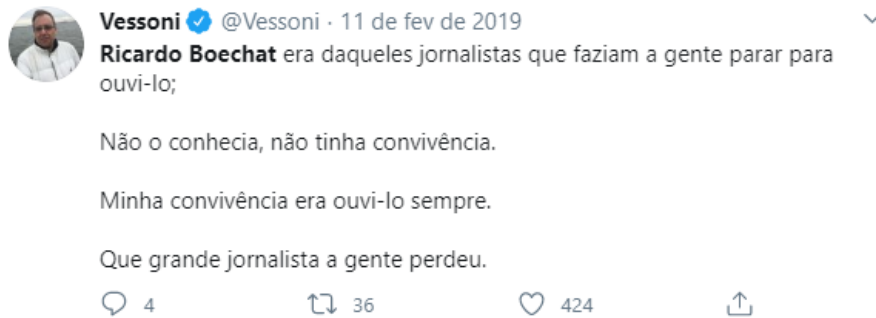 Vessoni @Vessoni · 11 de fev de 2019
Ricardo Boechat era daqueles jornalistas que faziam a gente parar para
ouvi-lo;
Não o conhecia, não tinha convivência.
Minha convivência era ouvi-lo sempre.
Que grande jornalista a gente perdeu.
4 36 424